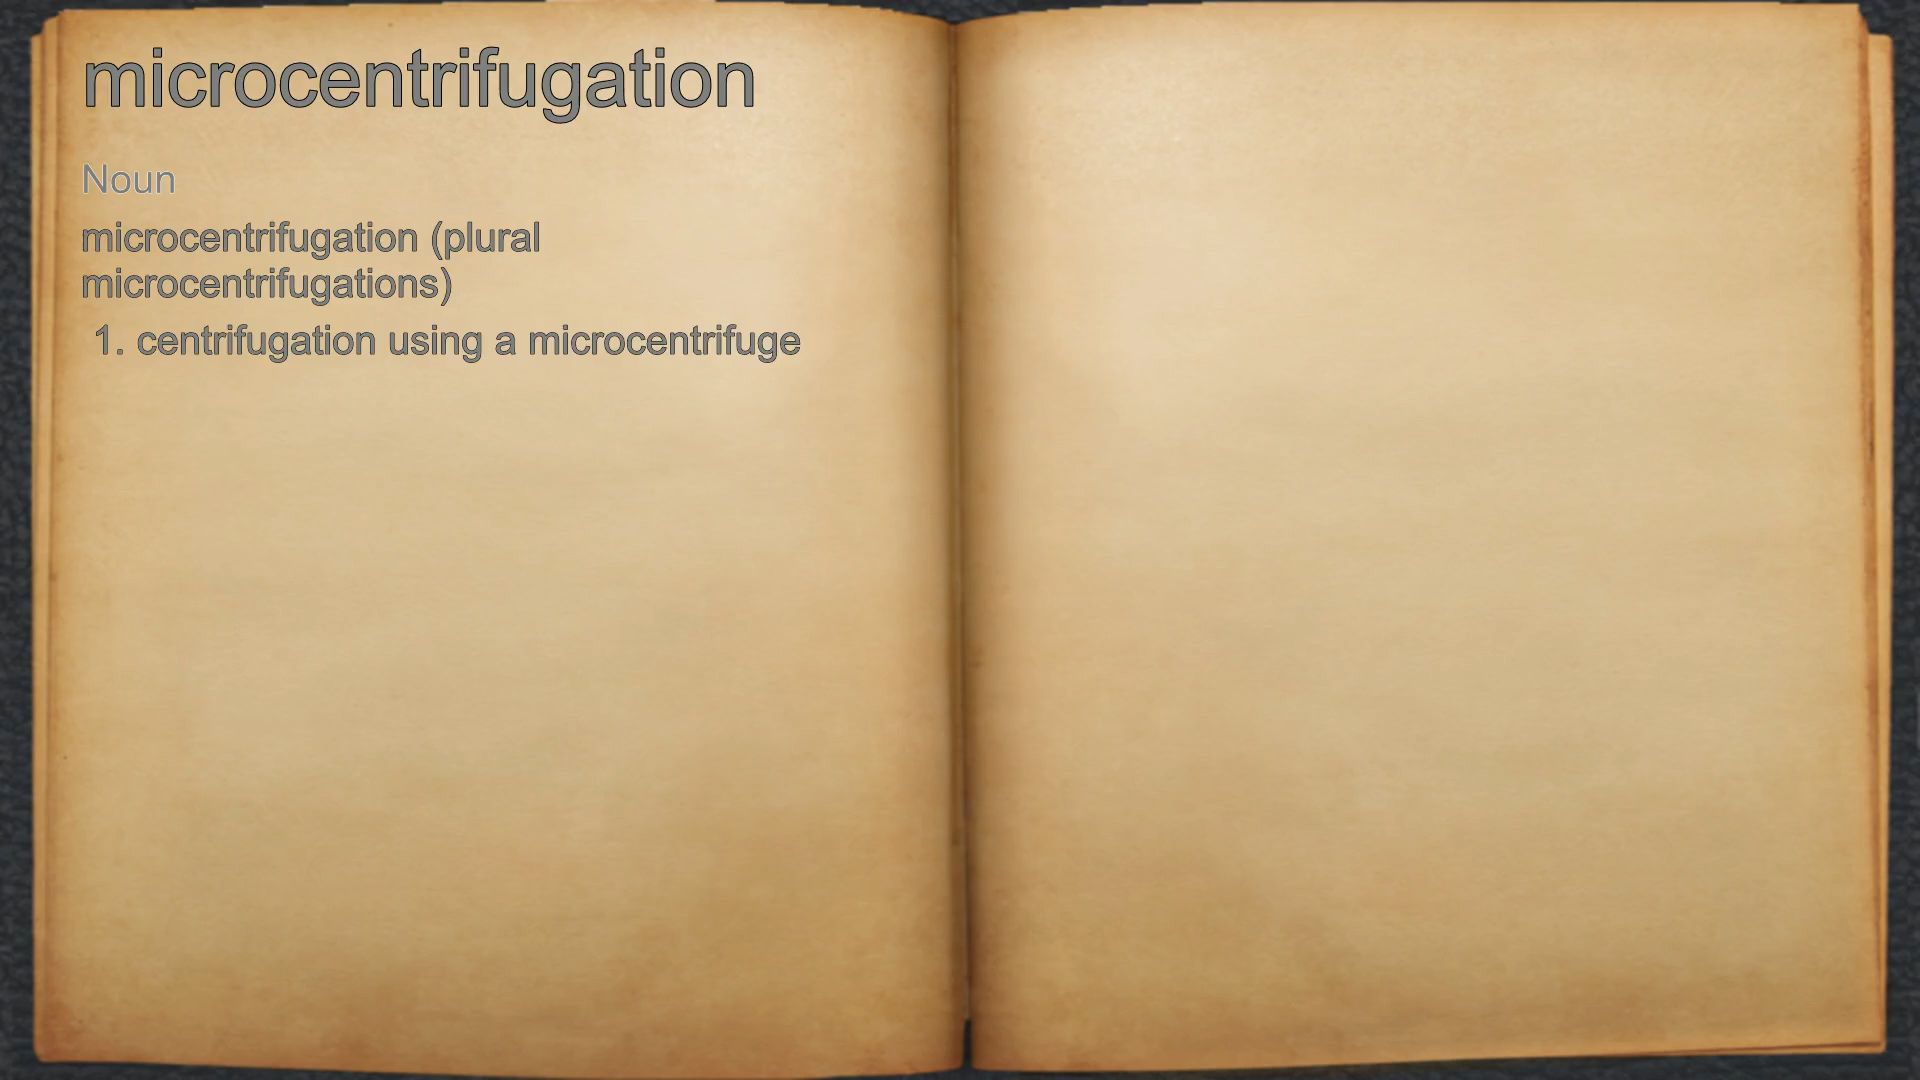 microcentrifugation
Noun
microcentrifugation (plural
microcentrifugations)
1. centrifugation using a microcentrifuge